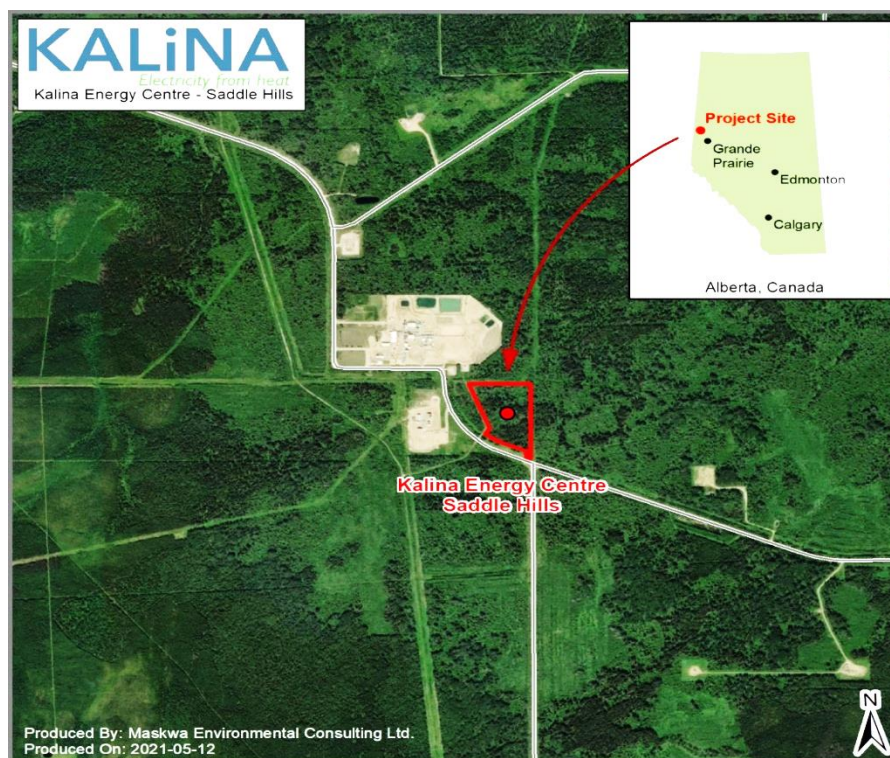 KALiNA
Electricity from heat
Kalina Energy Centre - Saddle Hills
Project Site
Grande
Prairie
Edmonton
Calgary
Alberta, Canada
Kalina Energy Centre
Saddle Hills
N
Produced By: Maskwa Environmental Consulting Ltd.
Produced On: 2021-05-12